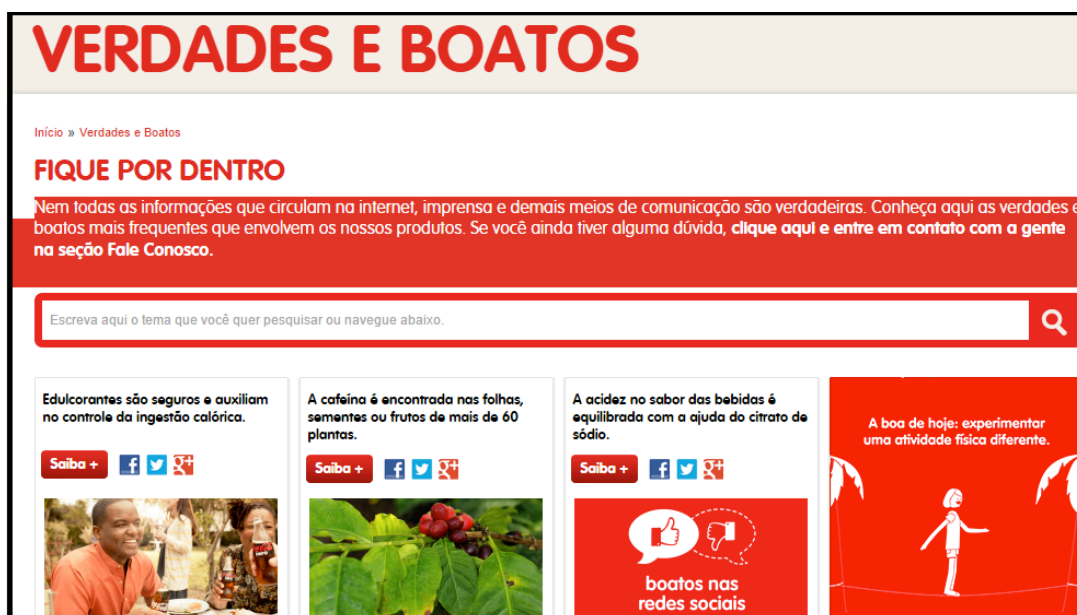 VERDADES E BOATOS
Início » Verdades e Boatos
FIQUE POR DENTRO
Nem todas as informações que circulam na internet, imprensa e demais meios de comunicação são verdadeiras. Conheça aqui as verdades e
boatos mais frequentes que envolvem os nossos produtos. Se você ainda tiver alguma dúvida, clique aqui e entre em contato com a gente
na seção Fale Conosco.
Escreva aqui o tema que você quer pesquisar ou navegue abaixo.
Edulcorantes são seguros e auxiliam
no controle da ingestão calórica.
Saiba +
A cafeína é encontrada nas folhas,
sementes ou frutos de mais de 60
plantas.
Saiba +
A acidez no sabor das bebidas é
equilibrada com a ajuda do citrato de
sódio.
Saiba +
boatos nas
redes sociais
A boa de hoje: experimentar
uma atividade física diferente.